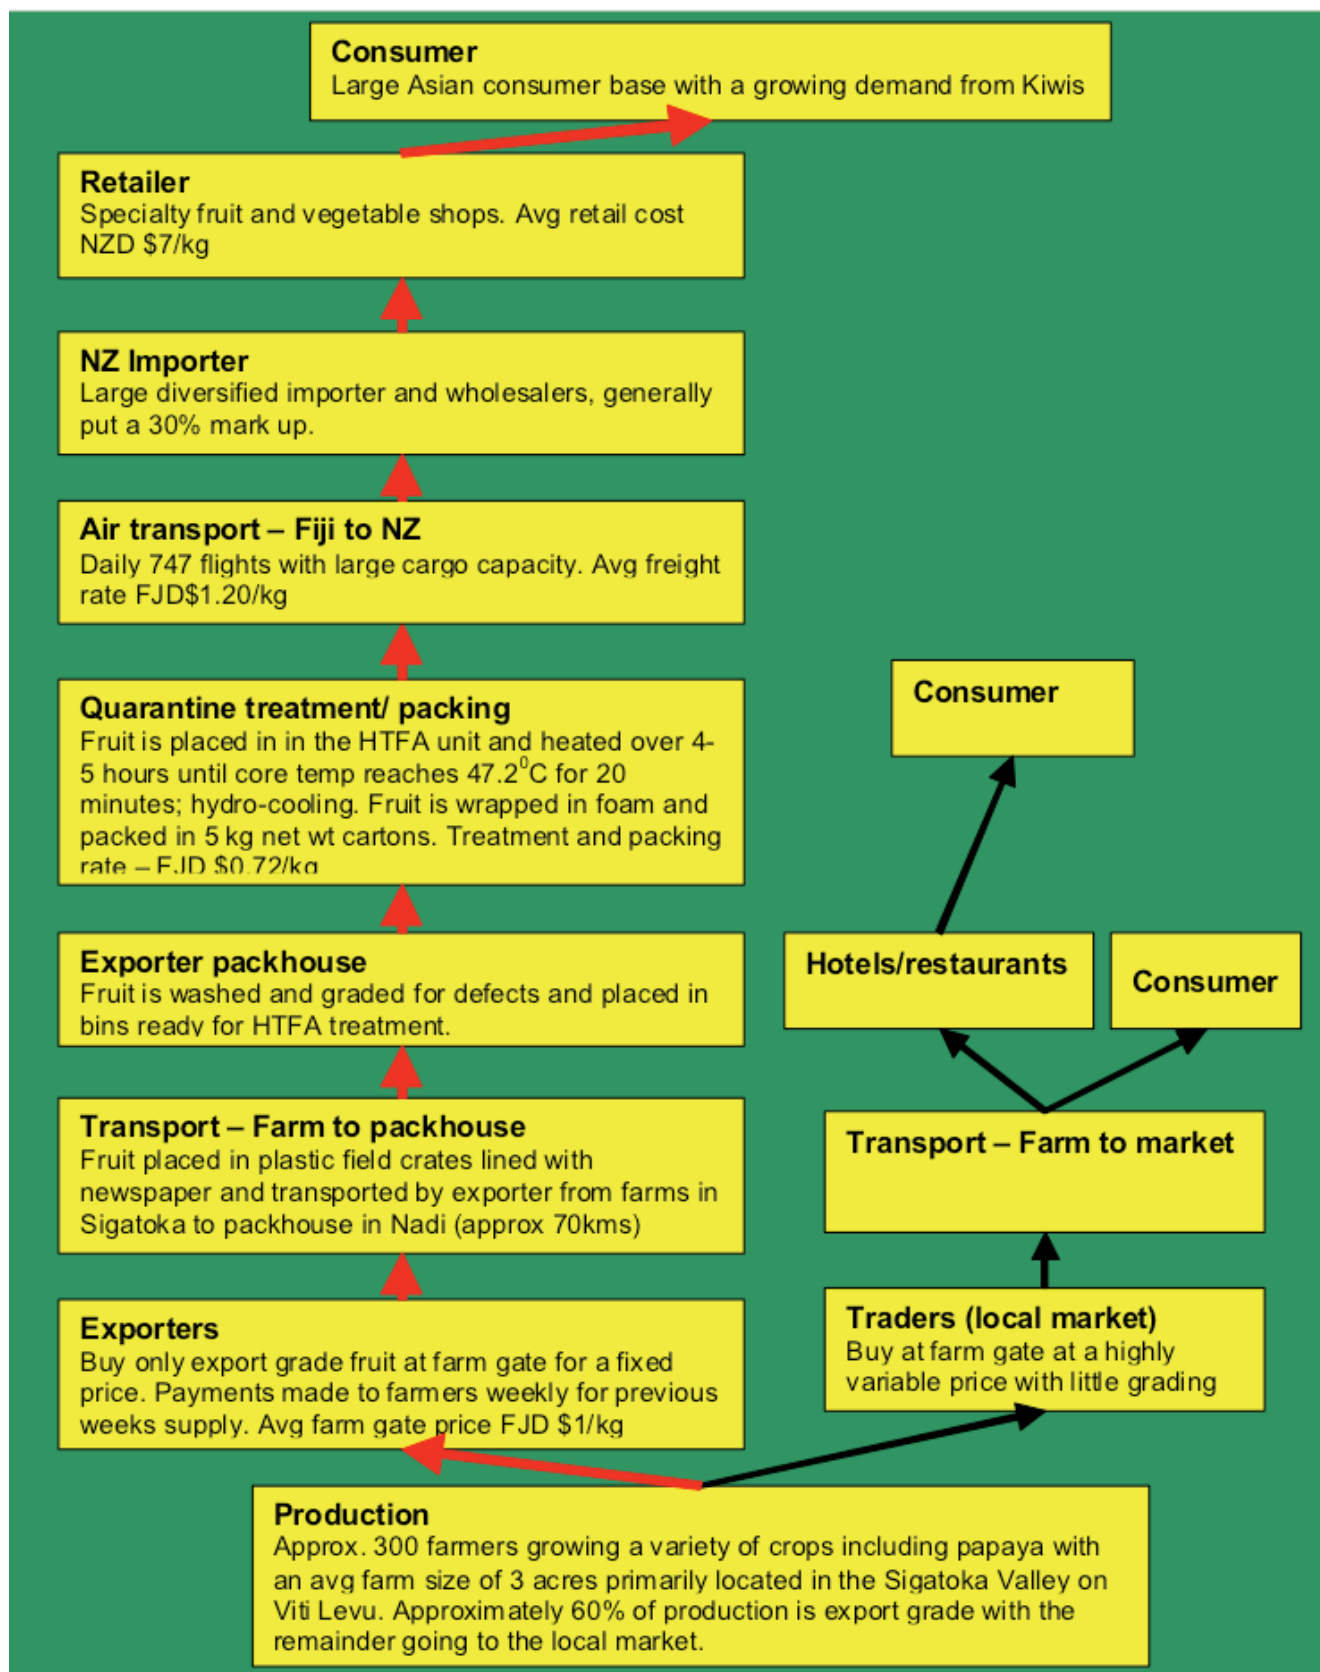 Consumer
Large Asian consumer base with a growing demand from Kiwis
Retailer
Specialty fruit and vegetable shops. Avg retail cost
NZD $7/kg
NZ Importer
Large diversified importer and wholesalers, generally
put a 30% mark up.
Air transport – Fiji to NZ
Daily 747 flights with large cargo capacity. Avg freight
rate FJD$1.20/kg
Quarantine treatment/ packing
Fruit is placed in in the HTFA unit and heated over 4-
5 hours until core temp reaches 47.2⁰C for 20
minutes; hydro-cooling. Fruit is wrapped in foam and
packed in 5 kg net wt cartons. Treatment and packing
rate – FJD $0.72/kg
Exporter packhouse
Fruit is washed and graded for defects and placed in
bins ready for HTFA treatment.
Transport – Farm to packhouse
Fruit placed in plastic field crates lined with
newspaper and transported by exporter from farms in
Sigatoka to packhouse in Nadi (approx 70kms)
Exporters
Buy only export grade fruit at farm gate for a fixed
price. Payments made to farmers weekly for previous
weeks supply. Avg farm gate price FJD $1/kg
Consumer
Hotels/restaurants
Consumer
Transport – Farm to market
Traders (local market)
Buy at farm gate at a highly
variable price with little grading
Production
Approx. 300 farmers growing a variety of crops including papaya with
an avg farm size of 3 acres primarily located in the Sigatoka Valley on
Viti Levu. Approximately 60% of production is export grade with the
remainder going to the local market.